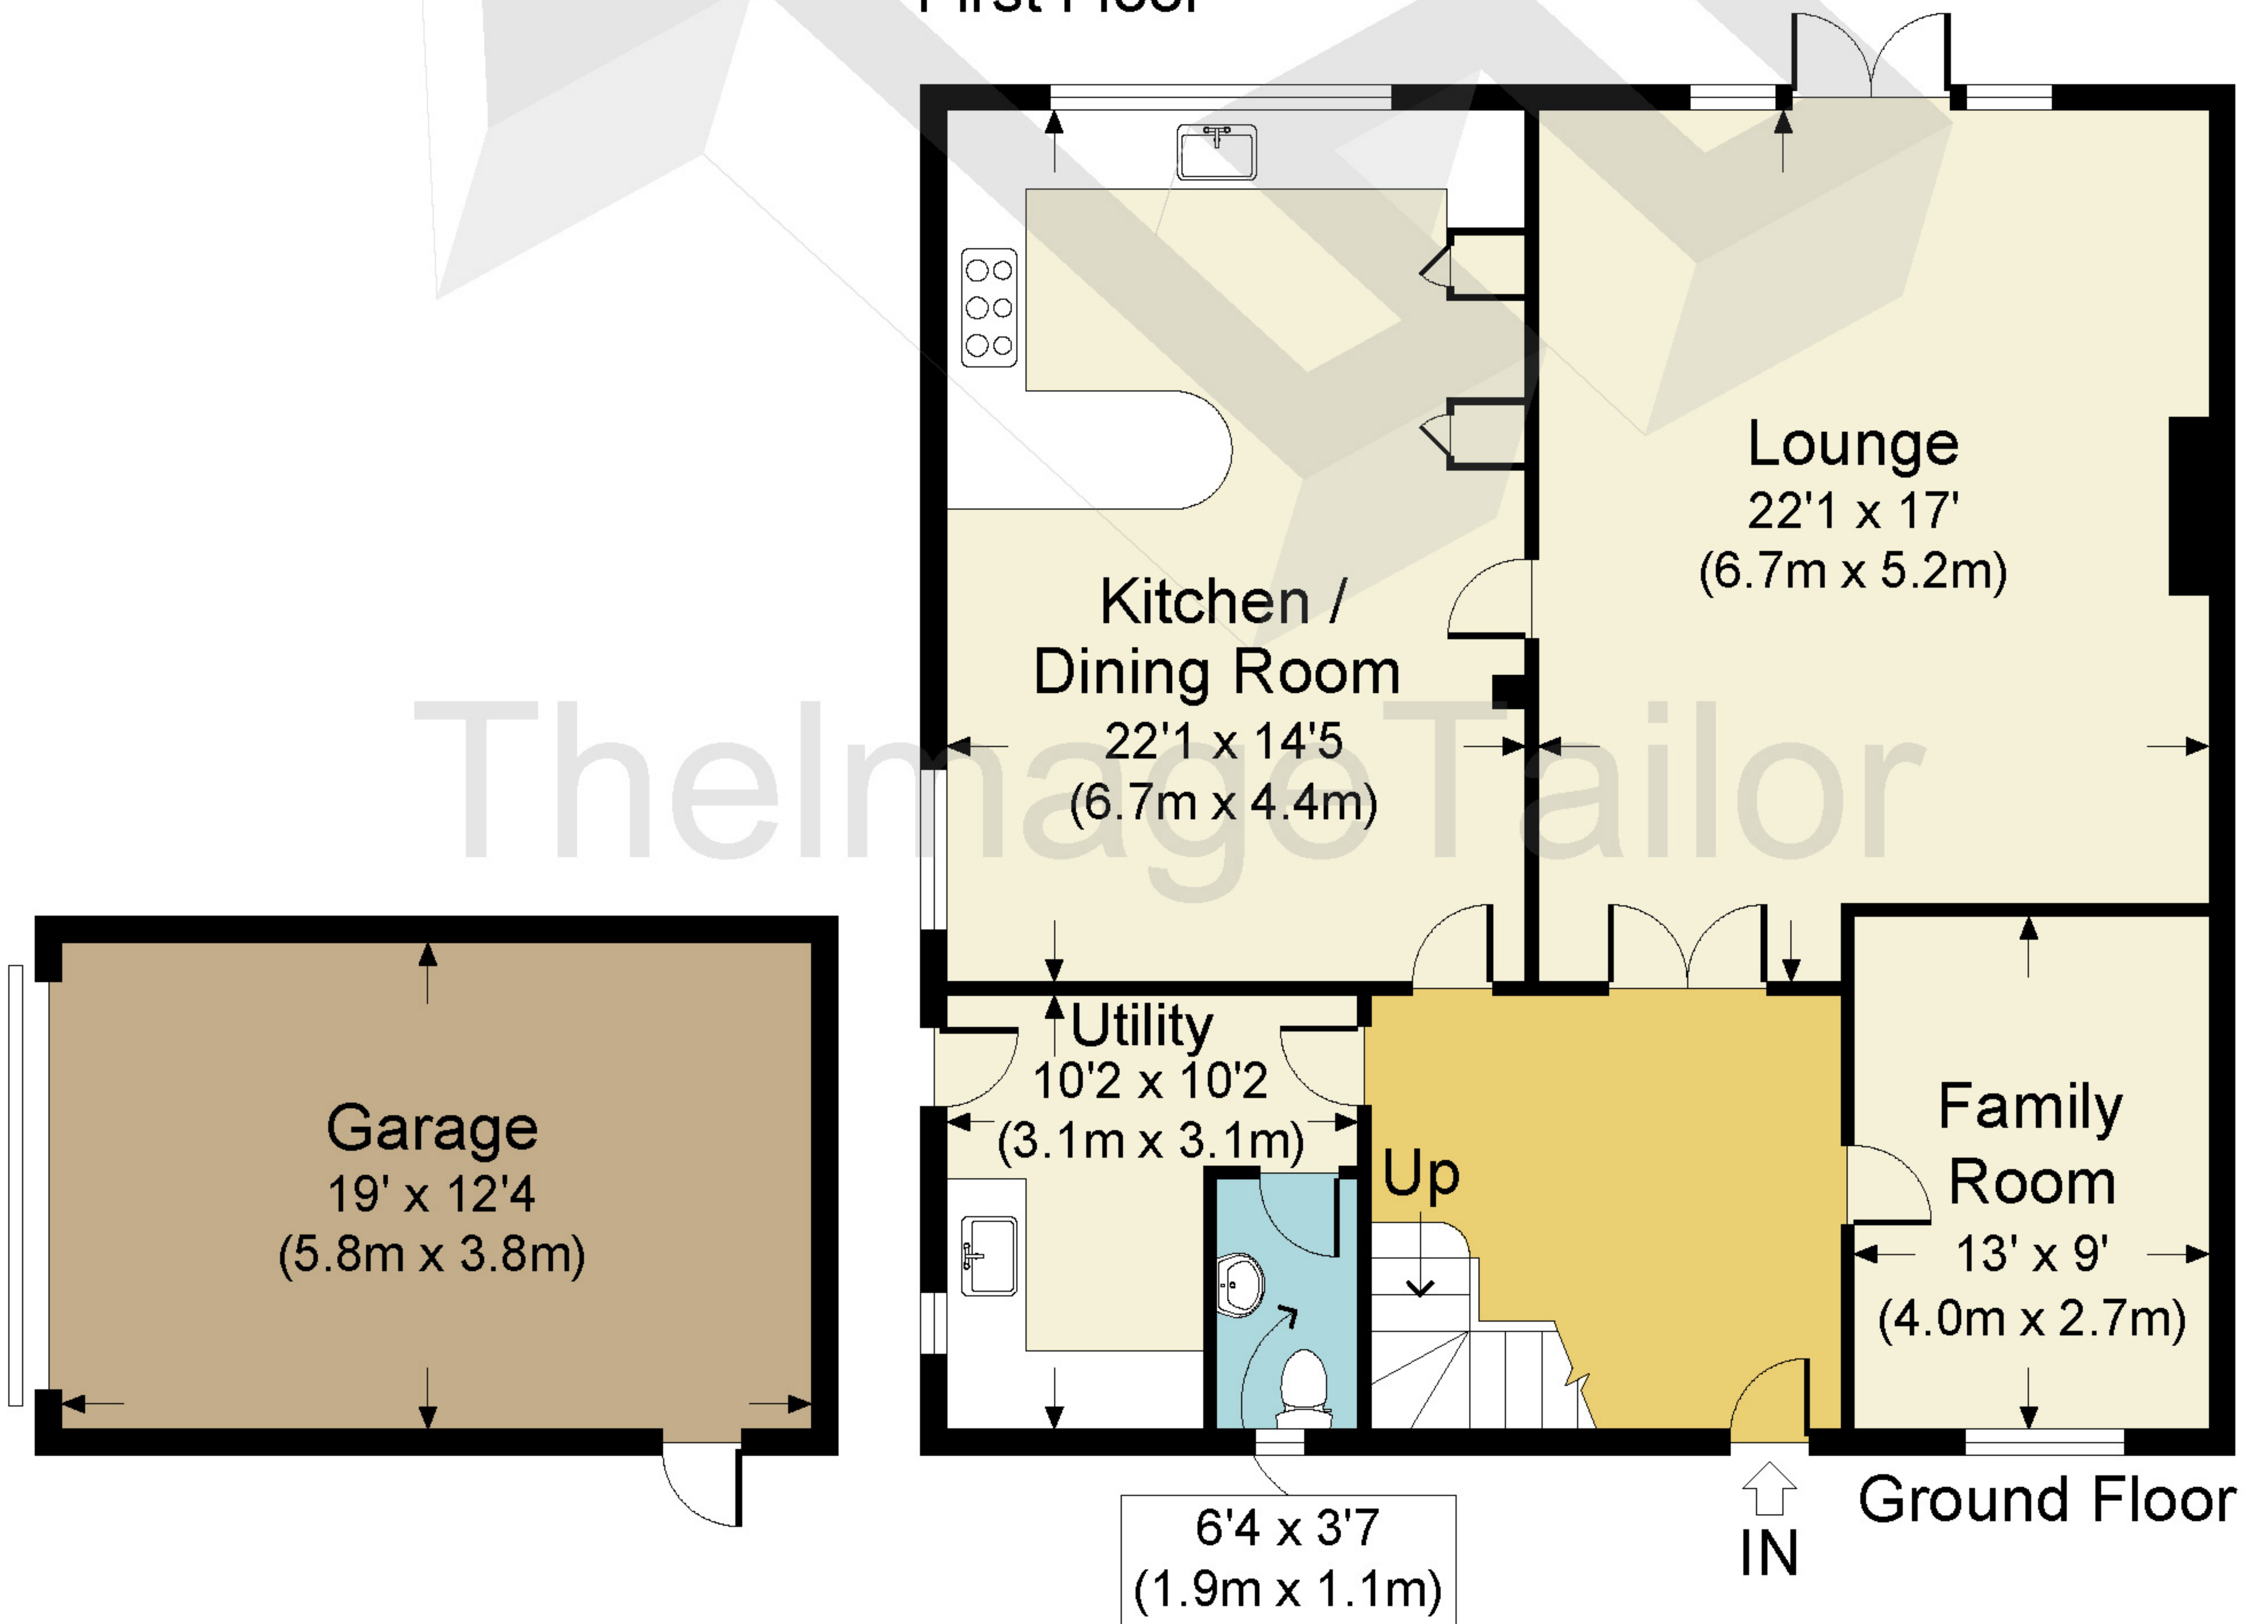 First Floor
Lounge
22'1 x 17'
(6.7m x 5.2m)
Kitchen /
Dining Room
22'1 x 14'5
(6.7m x 4.4m)
TheImageTailor
Utility
10'2 x 10'2
(3.1m x 3.1m)
Garage
19' x 12'4
(5.8m x 3.8m)
Up
Family
Room
13' x 9'
(4.0m x 2.7m)
Ground Floor
IN
6'4 x 3'7
(1.9m x 1.1m)